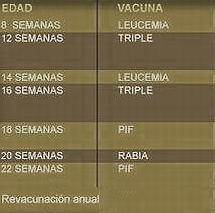 EDAD VACUNA
8 SEMANAS LEUCEMIA
12 SEMANAS TRIPLE
14 SEMANAS LEUCEMIA
16 SEMANAS TRIPLE
18 SEMANAS PIF
20 SEMANAS RABIA
22 SEMANAS PIF
Revacunación anual